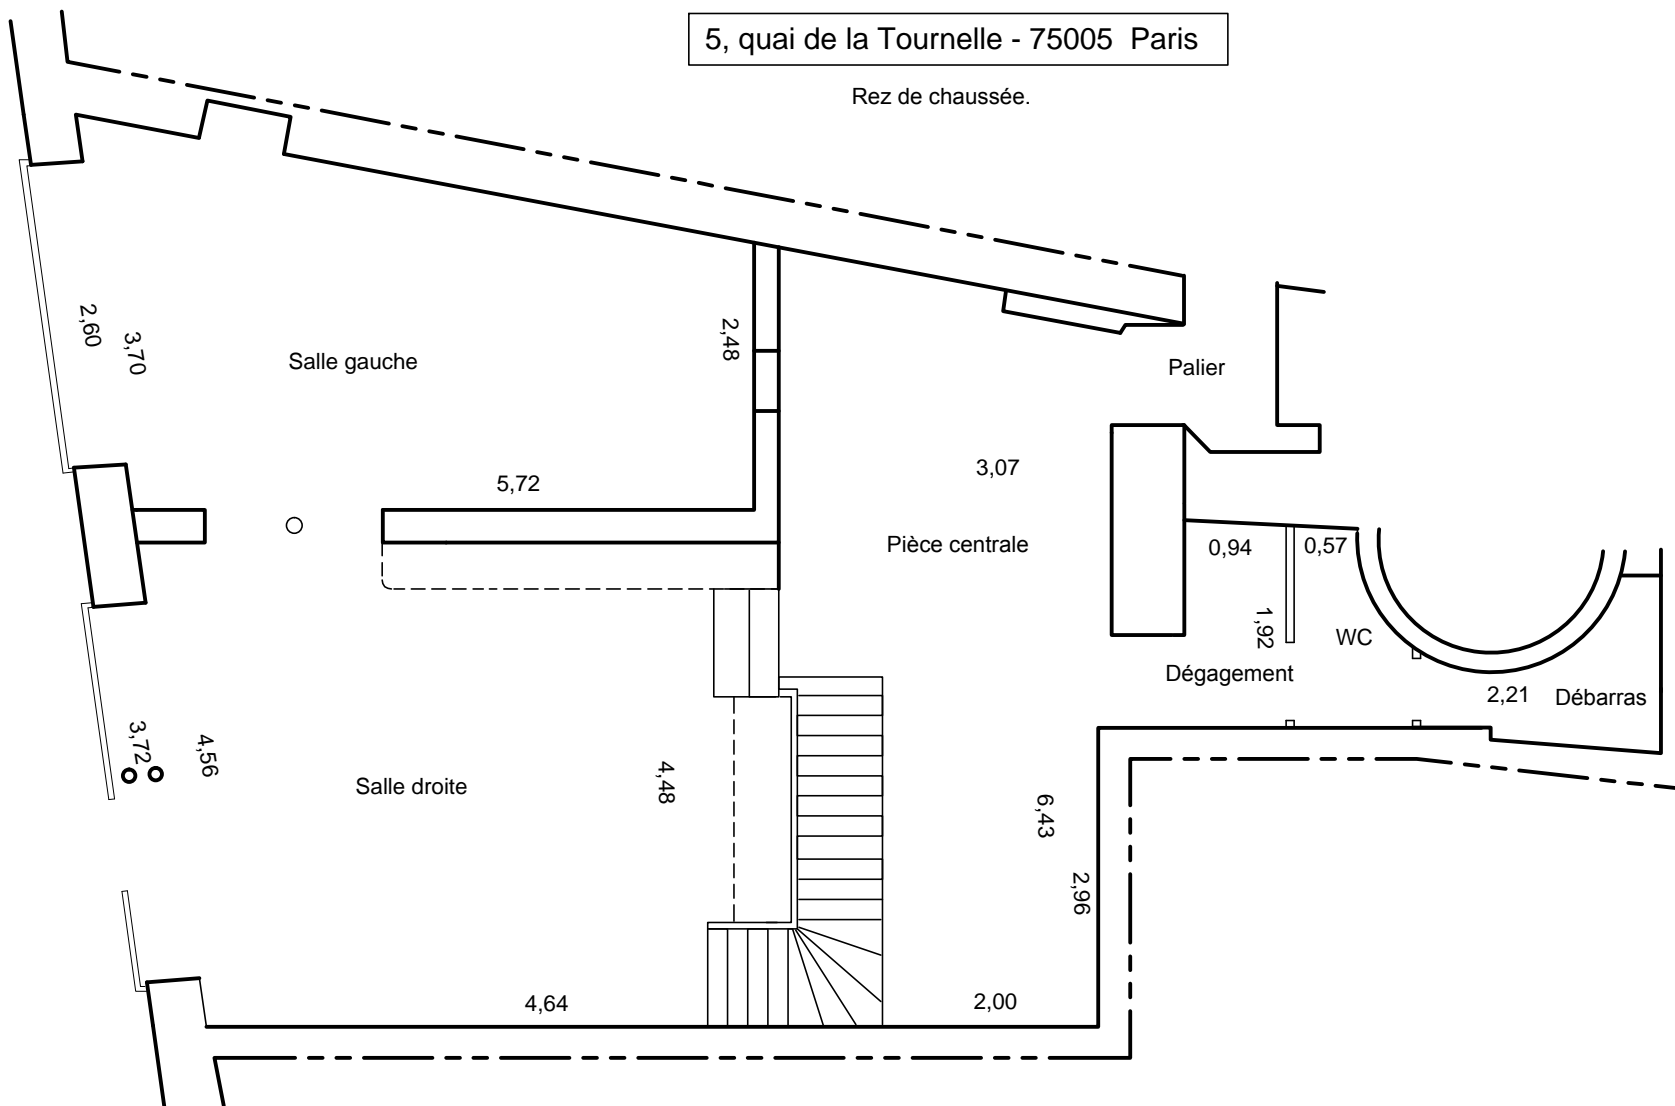 5, quai de la Tournelle - 75005 Paris
Rez de chaussée.
2,60
3,70
Salle gauche
2,48
Palier
5,72
3,07
Pièce centrale
0,94
0,57
1,92
WC
Dégagement
2,21
Débarras
3,72
4,56
Salle droite
4,48
6,43
2,96
4,64
2,00